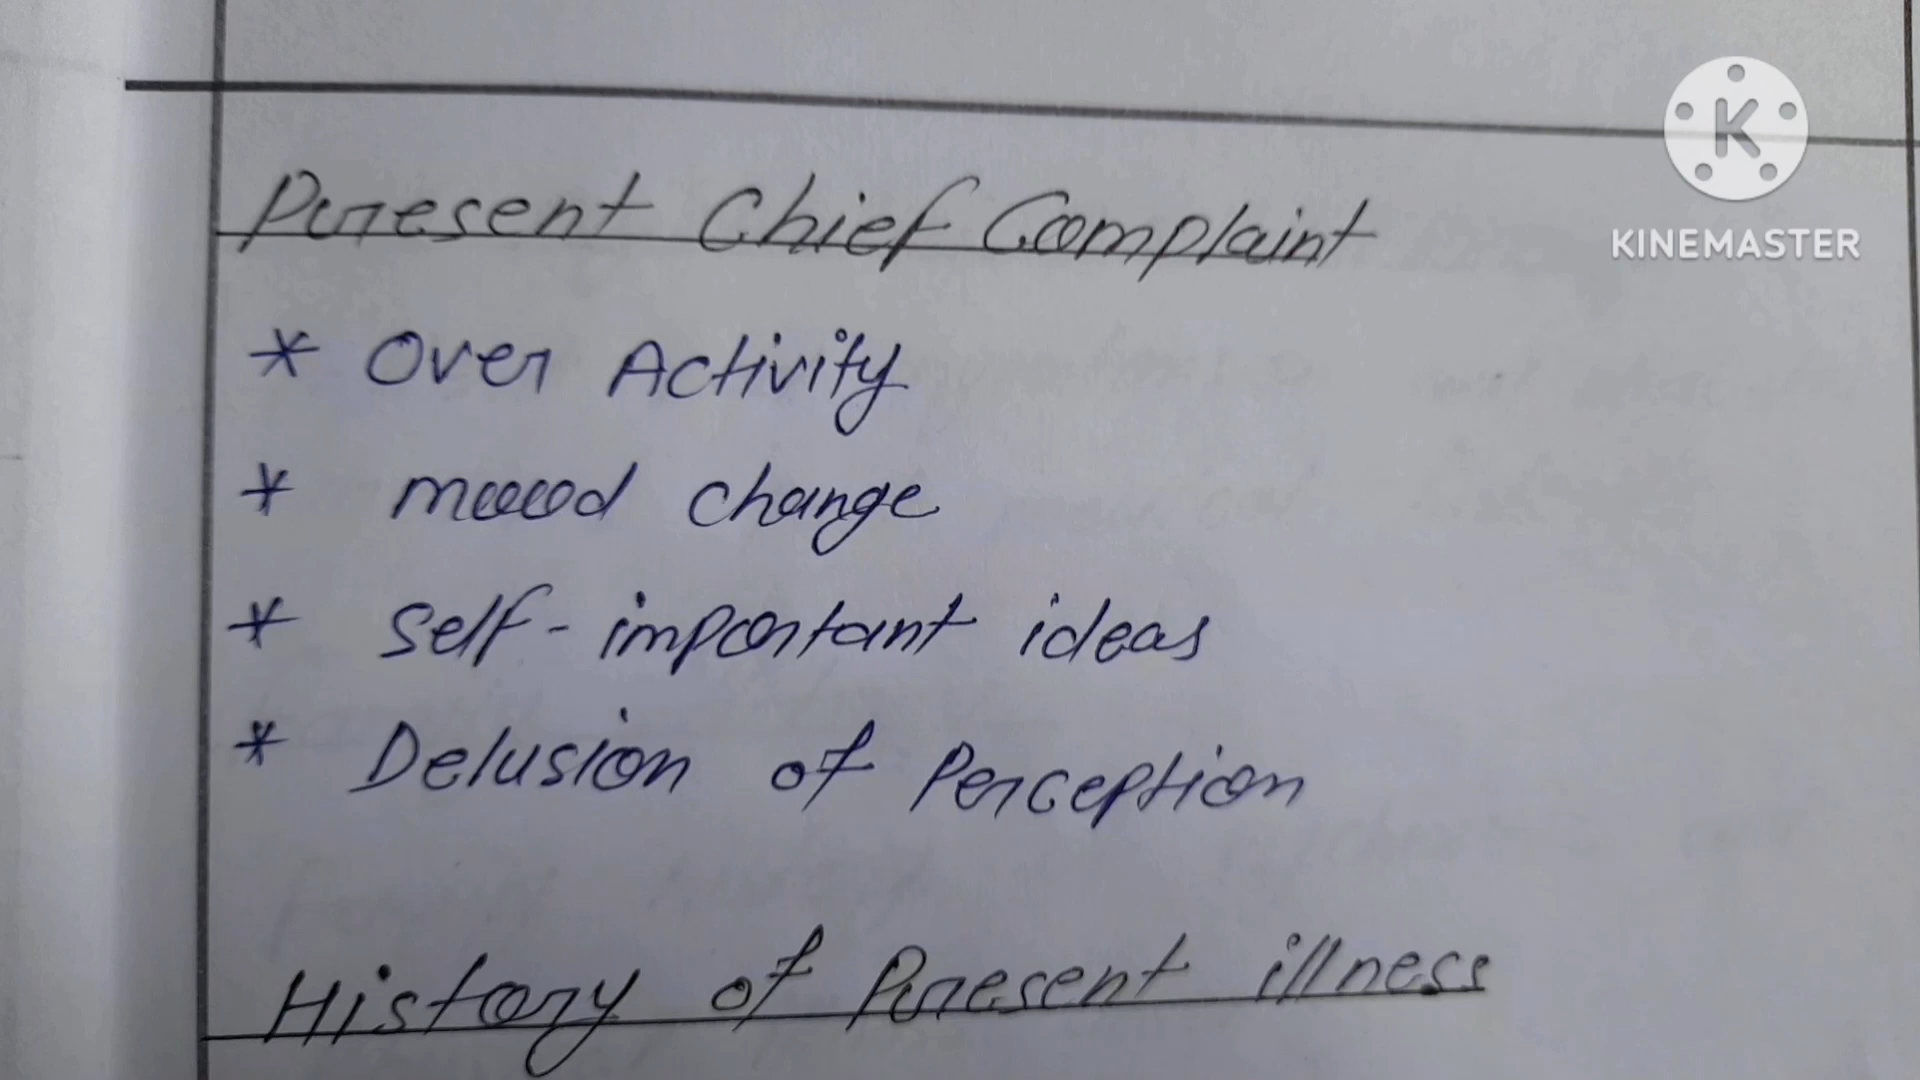 Present Chief Complaint
K
KINEMASTER
* Over Activity
* mood change
* self-important ideas
* Delusion of Perception
History of Present illness